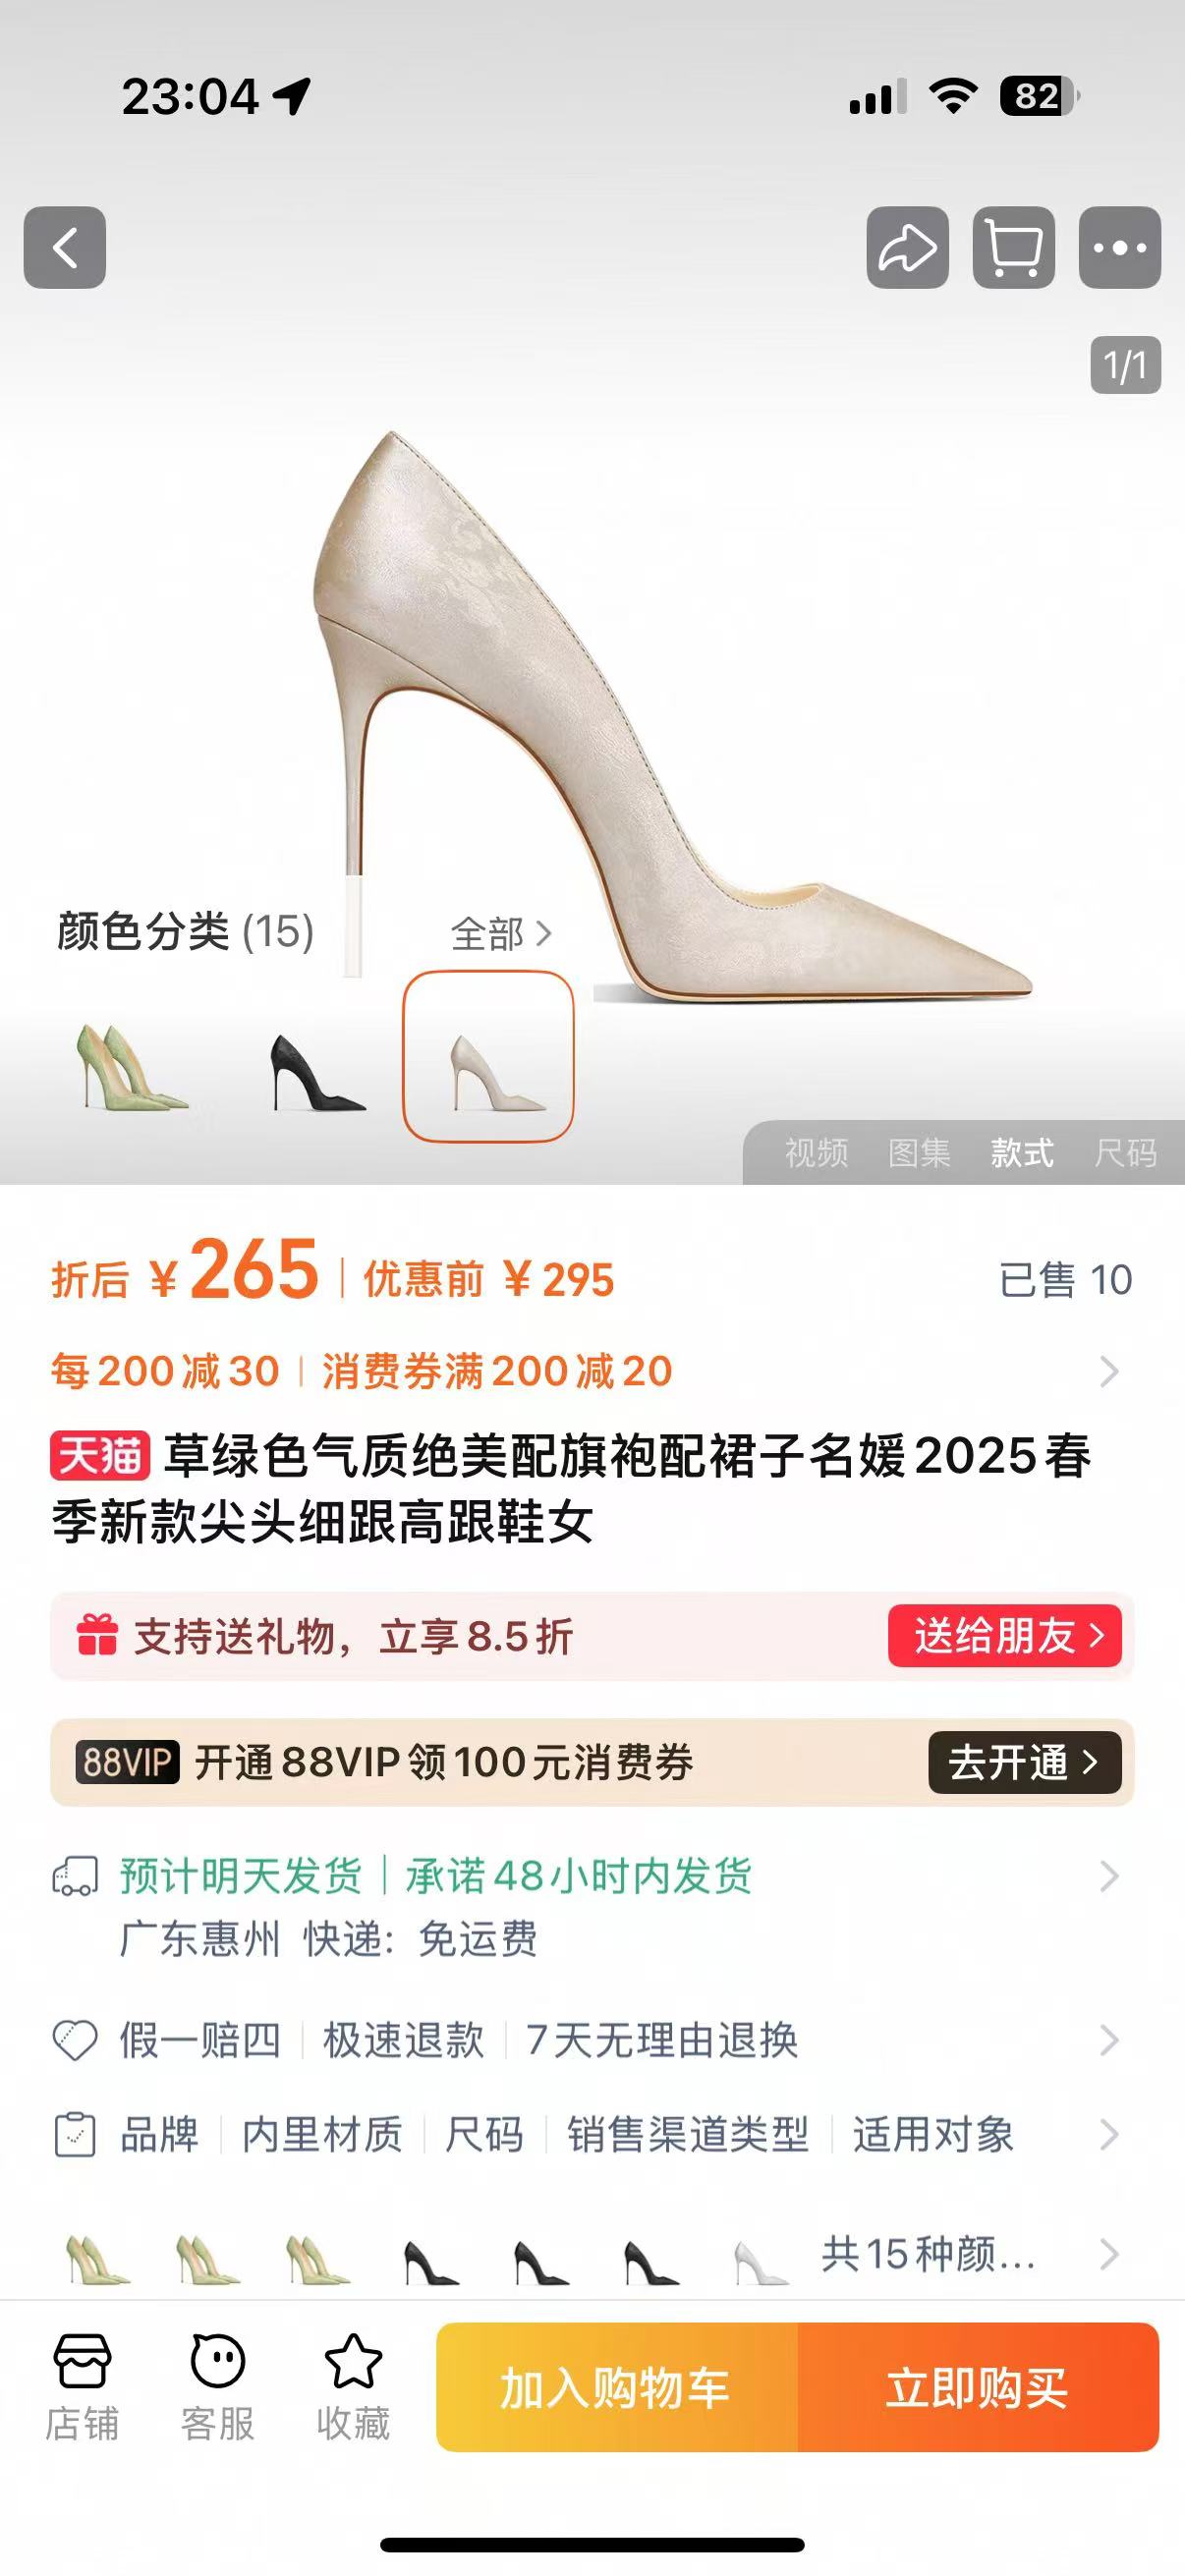 23:04
82
1/1
颜色分类 (15)
全部
视频 图集 款式 尺码
折后 ¥265 优惠前 ¥295
已售 10
每200减30 消费券满200减20
天猫 草绿色气质绝美配旗袍配裙子名媛2025春
季新款尖头细跟高跟鞋女
支持送礼物，立享8.5折
送给朋友
88VIP 开通88VIP领100元消费券
去开通
预计明天发货 承诺48小时内发货
广东惠州 快递：免运费
假一赔四 极速退款 7天无理由退换
品牌 内里材质 尺码 销售渠道类型 适用对象
共15种颜...
店铺 客服 收藏
加入购物车 立即购买